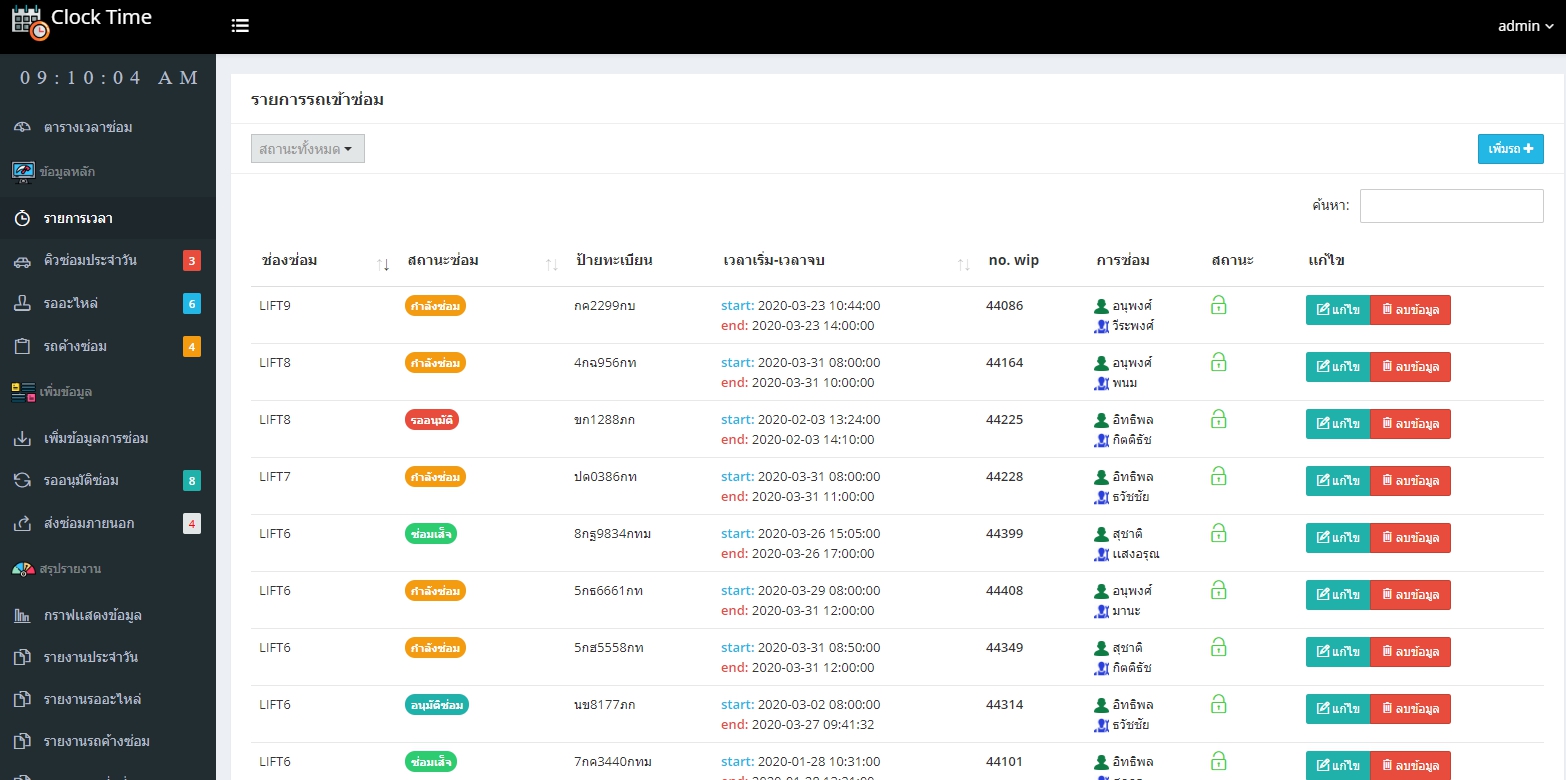 Clock Time
admin
09:10:04 AM
ตารางเวลาซ่อม
ข้อมูลหลัก
รายการเวลา
คิวซ่อมประจำวัน 3
รออะไหล่ 6
รถค้างซ่อม 4
เพิ่มข้อมูล
เพิ่มข้อมูลการซ่อม
รออนุมัติซ่อม 8
ส่งซ่อมภายนอก 4
สรุปรายงาน
กราฟแสดงข้อมูล
รายงานประจำวัน
รายงานรออะไหล่
รายงานรถค้างซ่อม
รายการรถเข้าซ่อม
สถานะทั้งหมด
เพิ่มรถ
ค้นหา:
ช่องซ่อม สถานะซ่อม ป้ายทะเบียน เวลาเริ่ม-เวลาจบ no. wip การซ่อม สถานะ แก้ไข
LIFT9 กำลังซ่อม กค2299กบ start: 2020-03-23 10:44:00 44086 อนุพงศ์ แก้ไข ลบข้อมูล
end: 2020-03-23 14:00:00 วีระพงศ์
LIFT8 กำลังซ่อม 4กฉ956กท start: 2020-03-31 08:00:00 44164 อนุพงศ์ แก้ไข ลบข้อมูล
end: 2020-03-31 10:00:00 พนม
LIFT8 รออนุมัติ ขก1288ภก start: 2020-02-03 13:24:00 44225 อิทธิพล แก้ไข ลบข้อมูล
end: 2020-02-03 14:10:00 กิตติธัช
LIFT7 กำลังซ่อม ปด0386กท start: 2020-03-31 08:00:00 44228 อิทธิพล แก้ไข ลบข้อมูล
end: 2020-03-31 11:00:00 ธวัชชัย
LIFT6 ซ่อมเสิ็จ 8กฐ9834กทม start: 2020-03-26 15:05:00 44399 สุชาติ แก้ไข ลบข้อมูล
end: 2020-03-26 17:00:00 แสงอรุณ
LIFT6 กำลังซ่อม 5กธ6661กท start: 2020-03-29 08:00:00 44408 อนุพงศ์ แก้ไข ลบข้อมูล
end: 2020-03-31 12:00:00 มานะ
LIFT6 กำลังซ่อม 5กฮ5558กท start: 2020-03-31 08:50:00 44349 สุชาติ แก้ไข ลบข้อมูล
end: 2020-03-31 12:00:00 กิตติธัช
LIFT6 อนุมัติซ่อม นข8177ภก start: 2020-03-02 08:00:00 44314 อิทธิพล แก้ไข ลบข้อมูล
end: 2020-03-27 09:41:32 ธวัชชัย
LIFT6 ซ่อมเสิ็จ 7กค3440กทม start: 2020-01-28 10:31:00 44101 อิทธิพล แก้ไข ลบข้อมูล